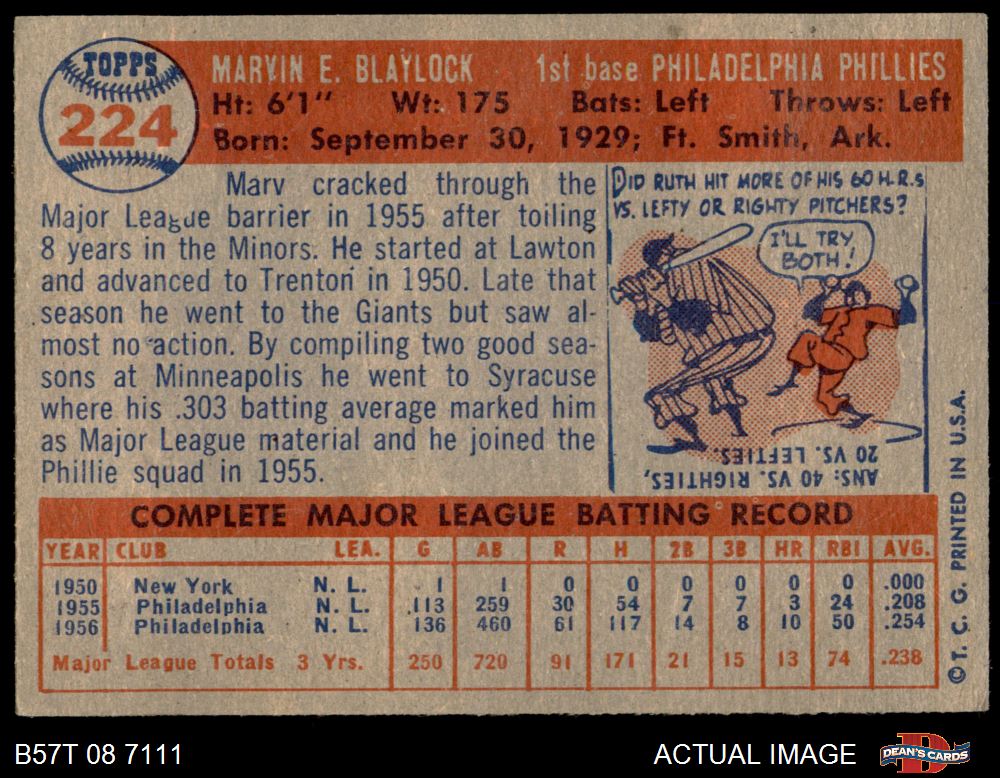 TOPPS
224
MARVIN E. BLAYLOCK 1st base PHILADELPHIA PHILLIES
Ht: 6'1" Wt: 175 Bats: Left Throws: Left
Born: September 30, 1929; Ft. Smith, Ark.
Marv cracked through the
Major League barrier in 1955 after toiling
8 years in the Minors. He started at Lawton
and advanced to Trenton in 1950. Late that
season he went to the Giants but saw al-
most no action. By compiling two good sea-
sons at Minneapolis he went to Syracuse
where his .303 batting average marked him
as Major League material and he joined the
Phillie squad in 1955.
DID RUTH HIT MORE OF HIS 60 H.R.s
VS. LEFTY OR RIGHTY PITCHERS?
I'LL TRY
BOTH!
ANS: 40 VS. RIGHTIES,
20 VS. LEFTIES.
COMPLETE MAJOR LEAGUE BATTING RECORD
YEAR CLUB LEA. G AB R H 2B 3B HR RBI AVG.
1950 New York N. L. 1 1 0 0 0 0 0 0 .000
1955 Philadelphia N. L. 113 259 30 54 7 7 3 24 .208
1956 Philadelphia N. L. 136 460 61 117 14 8 10 50 .254
Major League Totals 3 Yrs. 250 720 91 171 21 15 13 74 .238
© T. C. G. PRINTED IN U.S.A.
B57T 08 7111 ACTUAL IMAGE DEAN'S CARDS